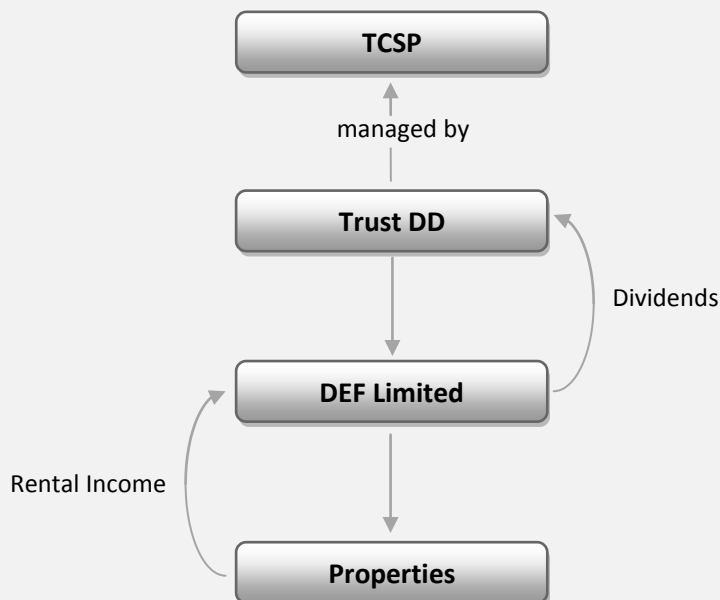 TCSP
managed by
Trust DD
Dividends
DEF Limited
Rental Income
Properties